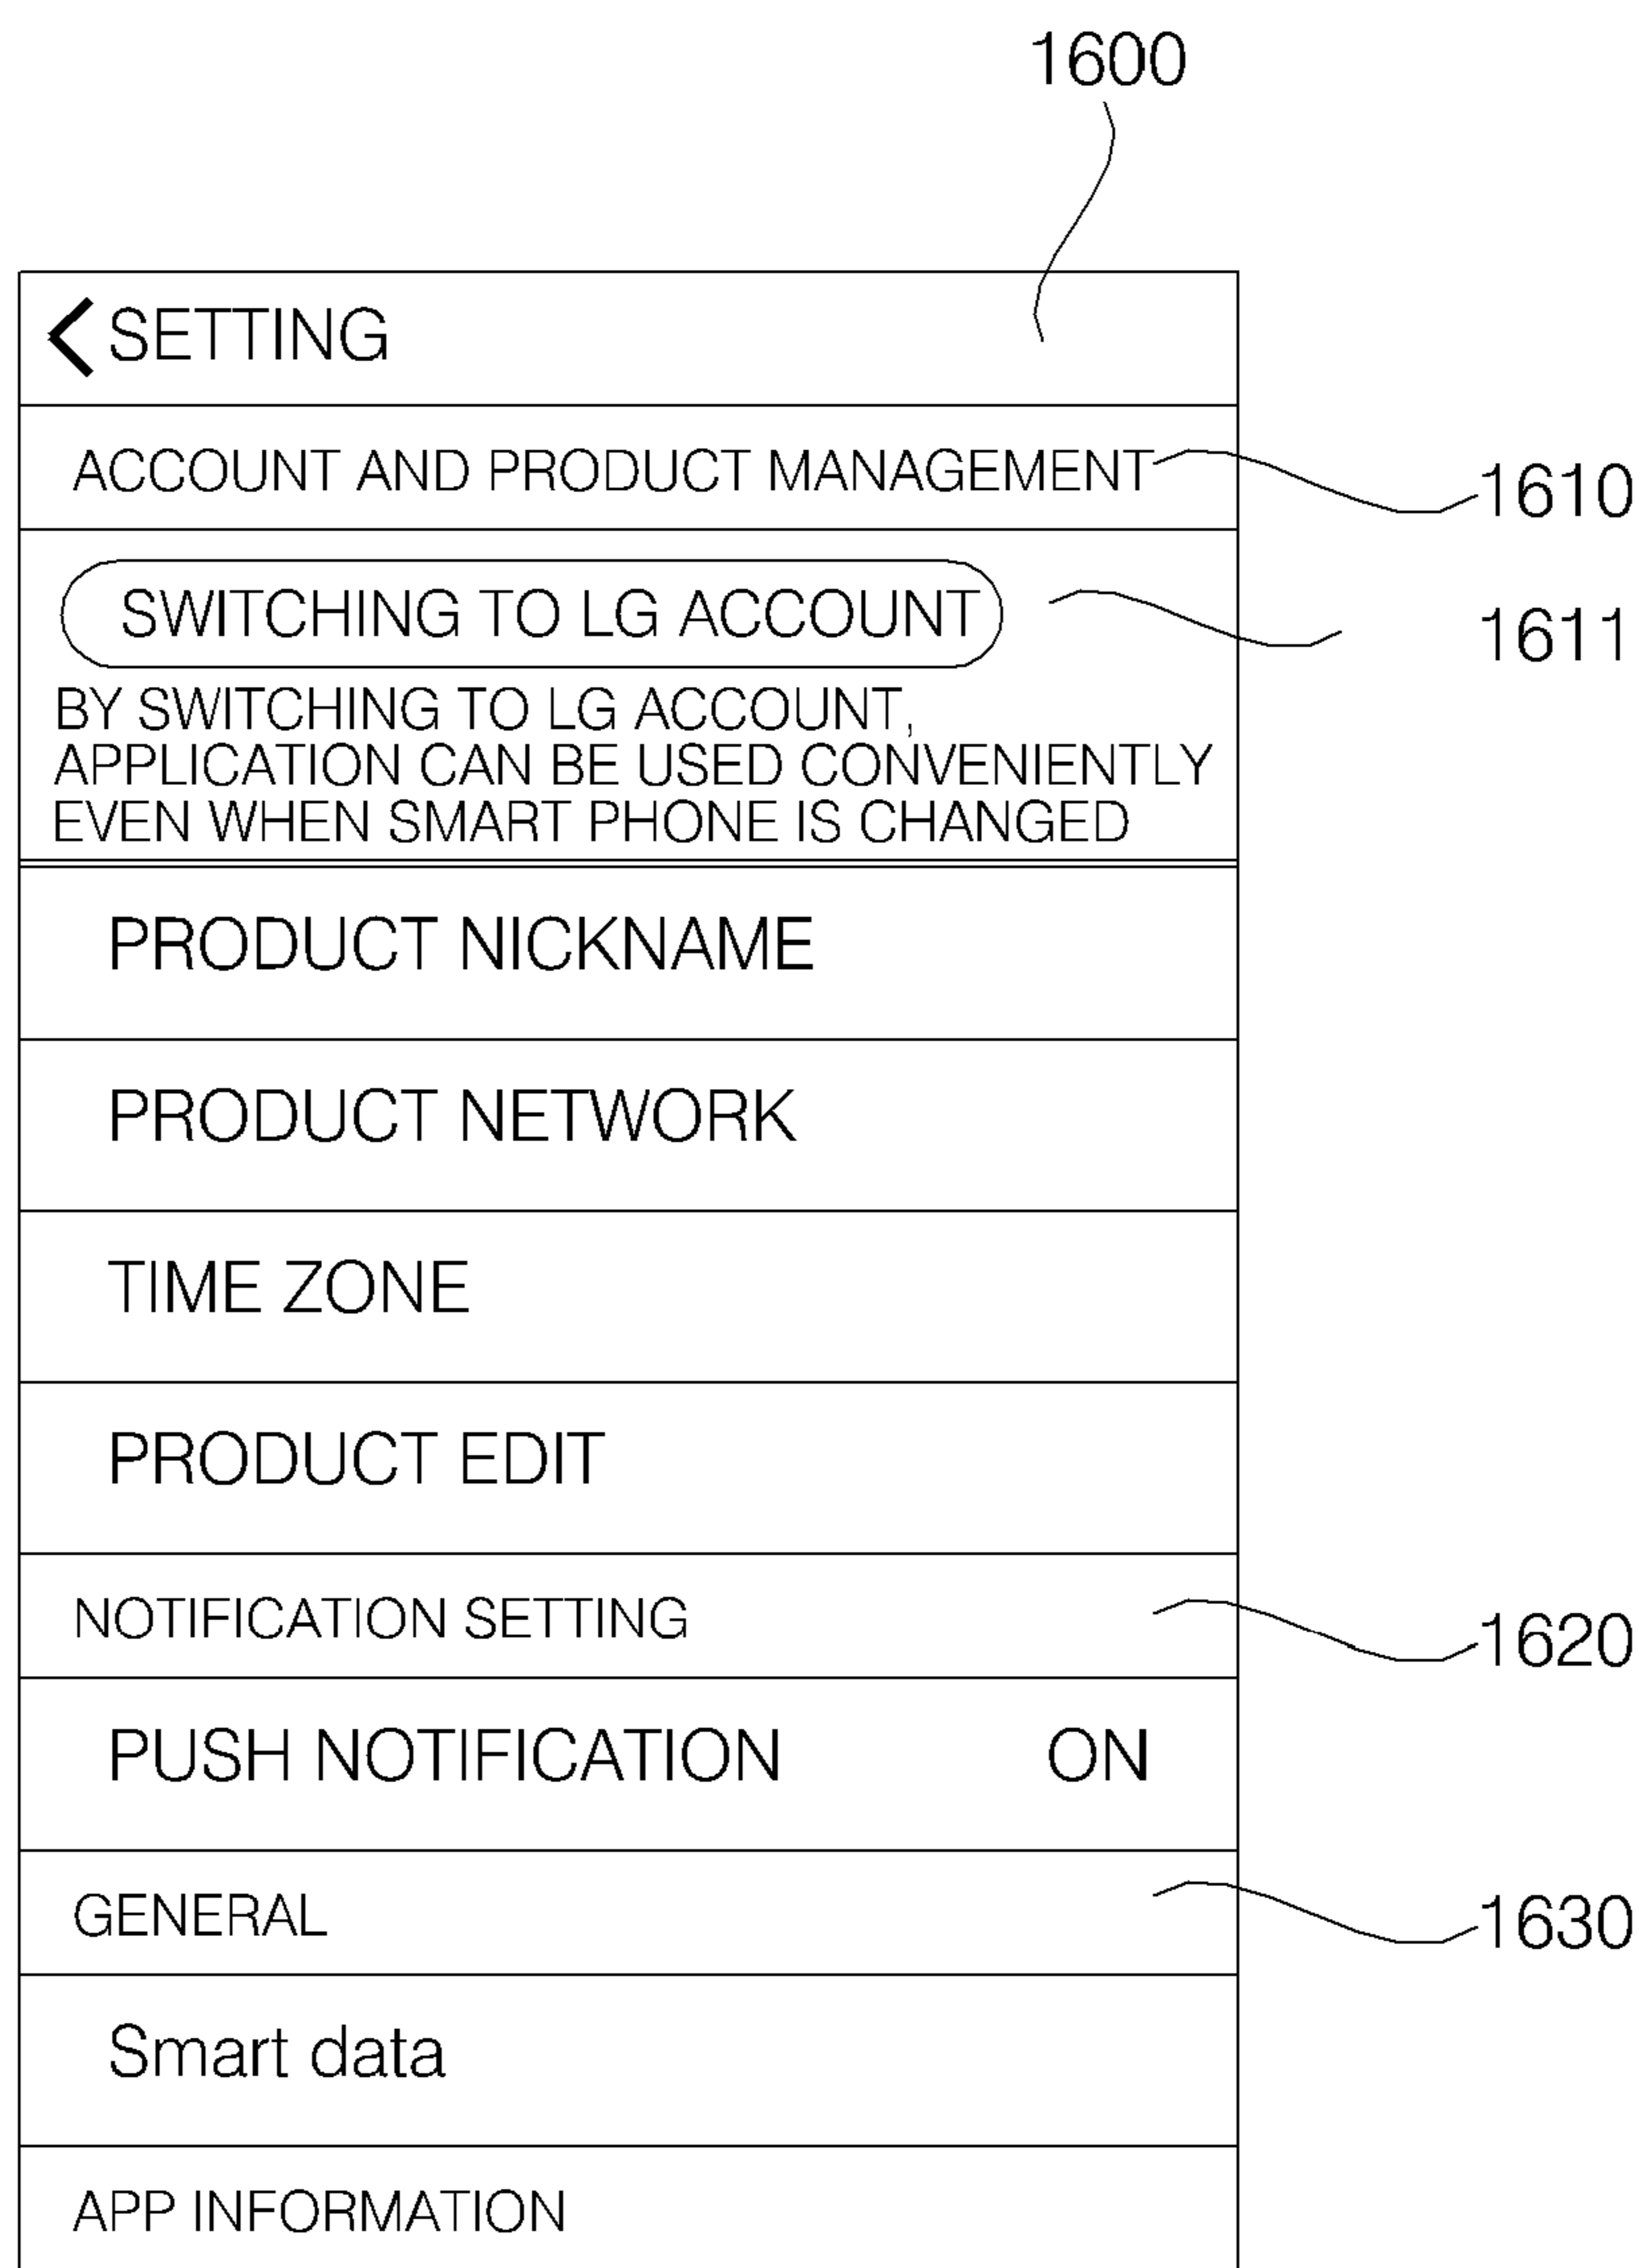 1600
SETTING
ACCOUNT AND PRODUCT MANAGEMENT
1610
SWITCHING TO LG ACCOUNT
1611
BY SWITCHING TO LG ACCOUNT,
APPLICATION CAN BE USED CONVENIENTLY
EVEN WHEN SMART PHONE IS CHANGED
PRODUCT NICKNAME
PRODUCT NETWORK
TIME ZONE
PRODUCT EDIT
NOTIFICATION SETTING
1620
PUSH NOTIFICATION ON
GENERAL
1630
Smart data
APP INFORMATION